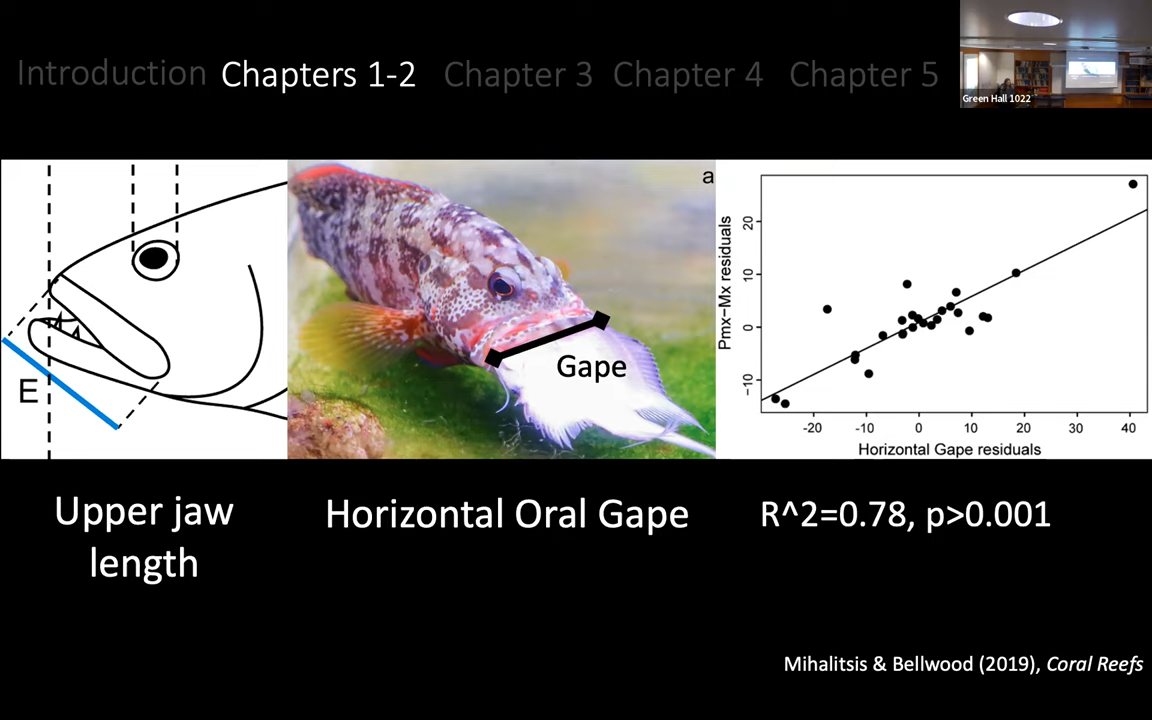 Introduction Chapters 1-2 Chapter 3 Chapter 4 Chapter 5
Green Hall 1022
E
a
Gape
Pmx−Mx residuals
20
10
0
−10
-20 -10 0 10 20 30 40
Horizontal Gape residuals
Upper jaw
length
Horizontal Oral Gape
R^2=0.78, p>0.001
Mihalitsis & Bellwood (2019), Coral Reefs